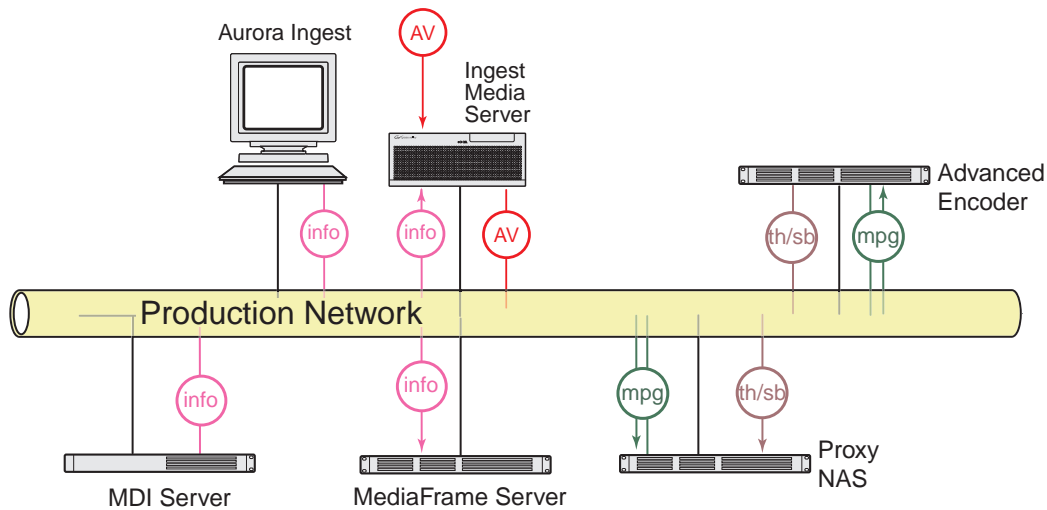 Aurora Ingest
AV
Ingest
Media
Server
Advanced
Encoder
info
info
AV
th/sb
mpg
Production Network
info
info
mpg
th/sb
MDI Server
MediaFrame Server
Proxy
NAS